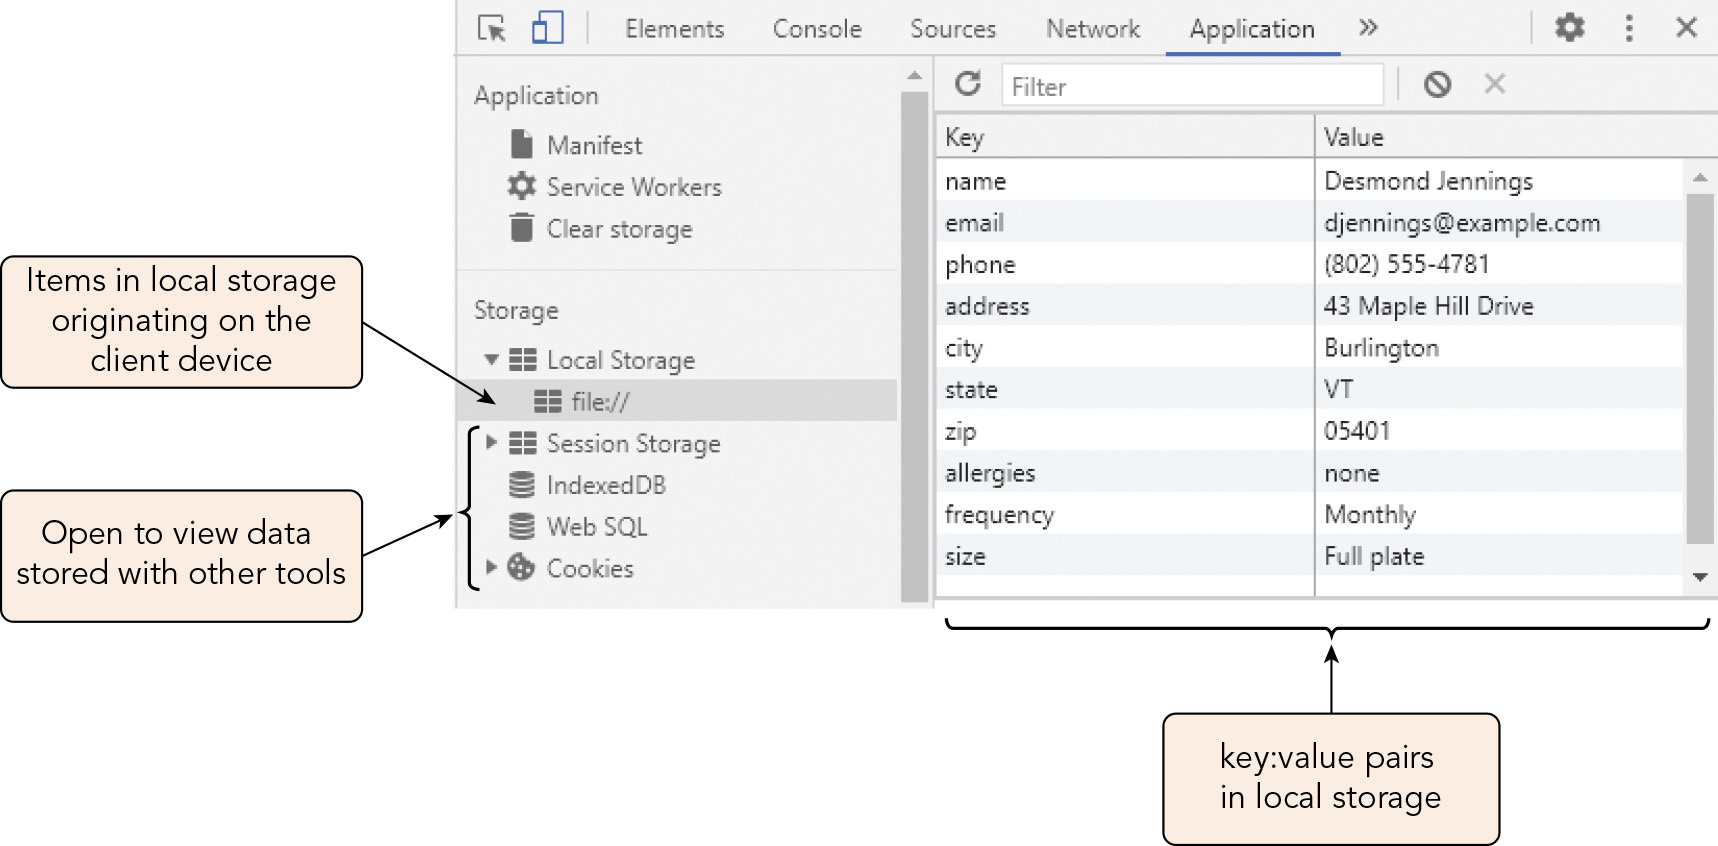 Elements Console Sources Network Application
Application
Manifest
Service Workers
Clear storage
Storage
Local Storage
file://
Session Storage
IndexedDB
Web SQL
Cookies
Filter
Key Value
name Desmond Jennings
email djennings@example.com
phone (802) 555-4781
address 43 Maple Hill Drive
city Burlington
state VT
zip 05401
allergies none
frequency Monthly
size Full plate
Items in local storage
originating on the
client device
Open to view data
stored with other tools
key:value pairs
in local storage